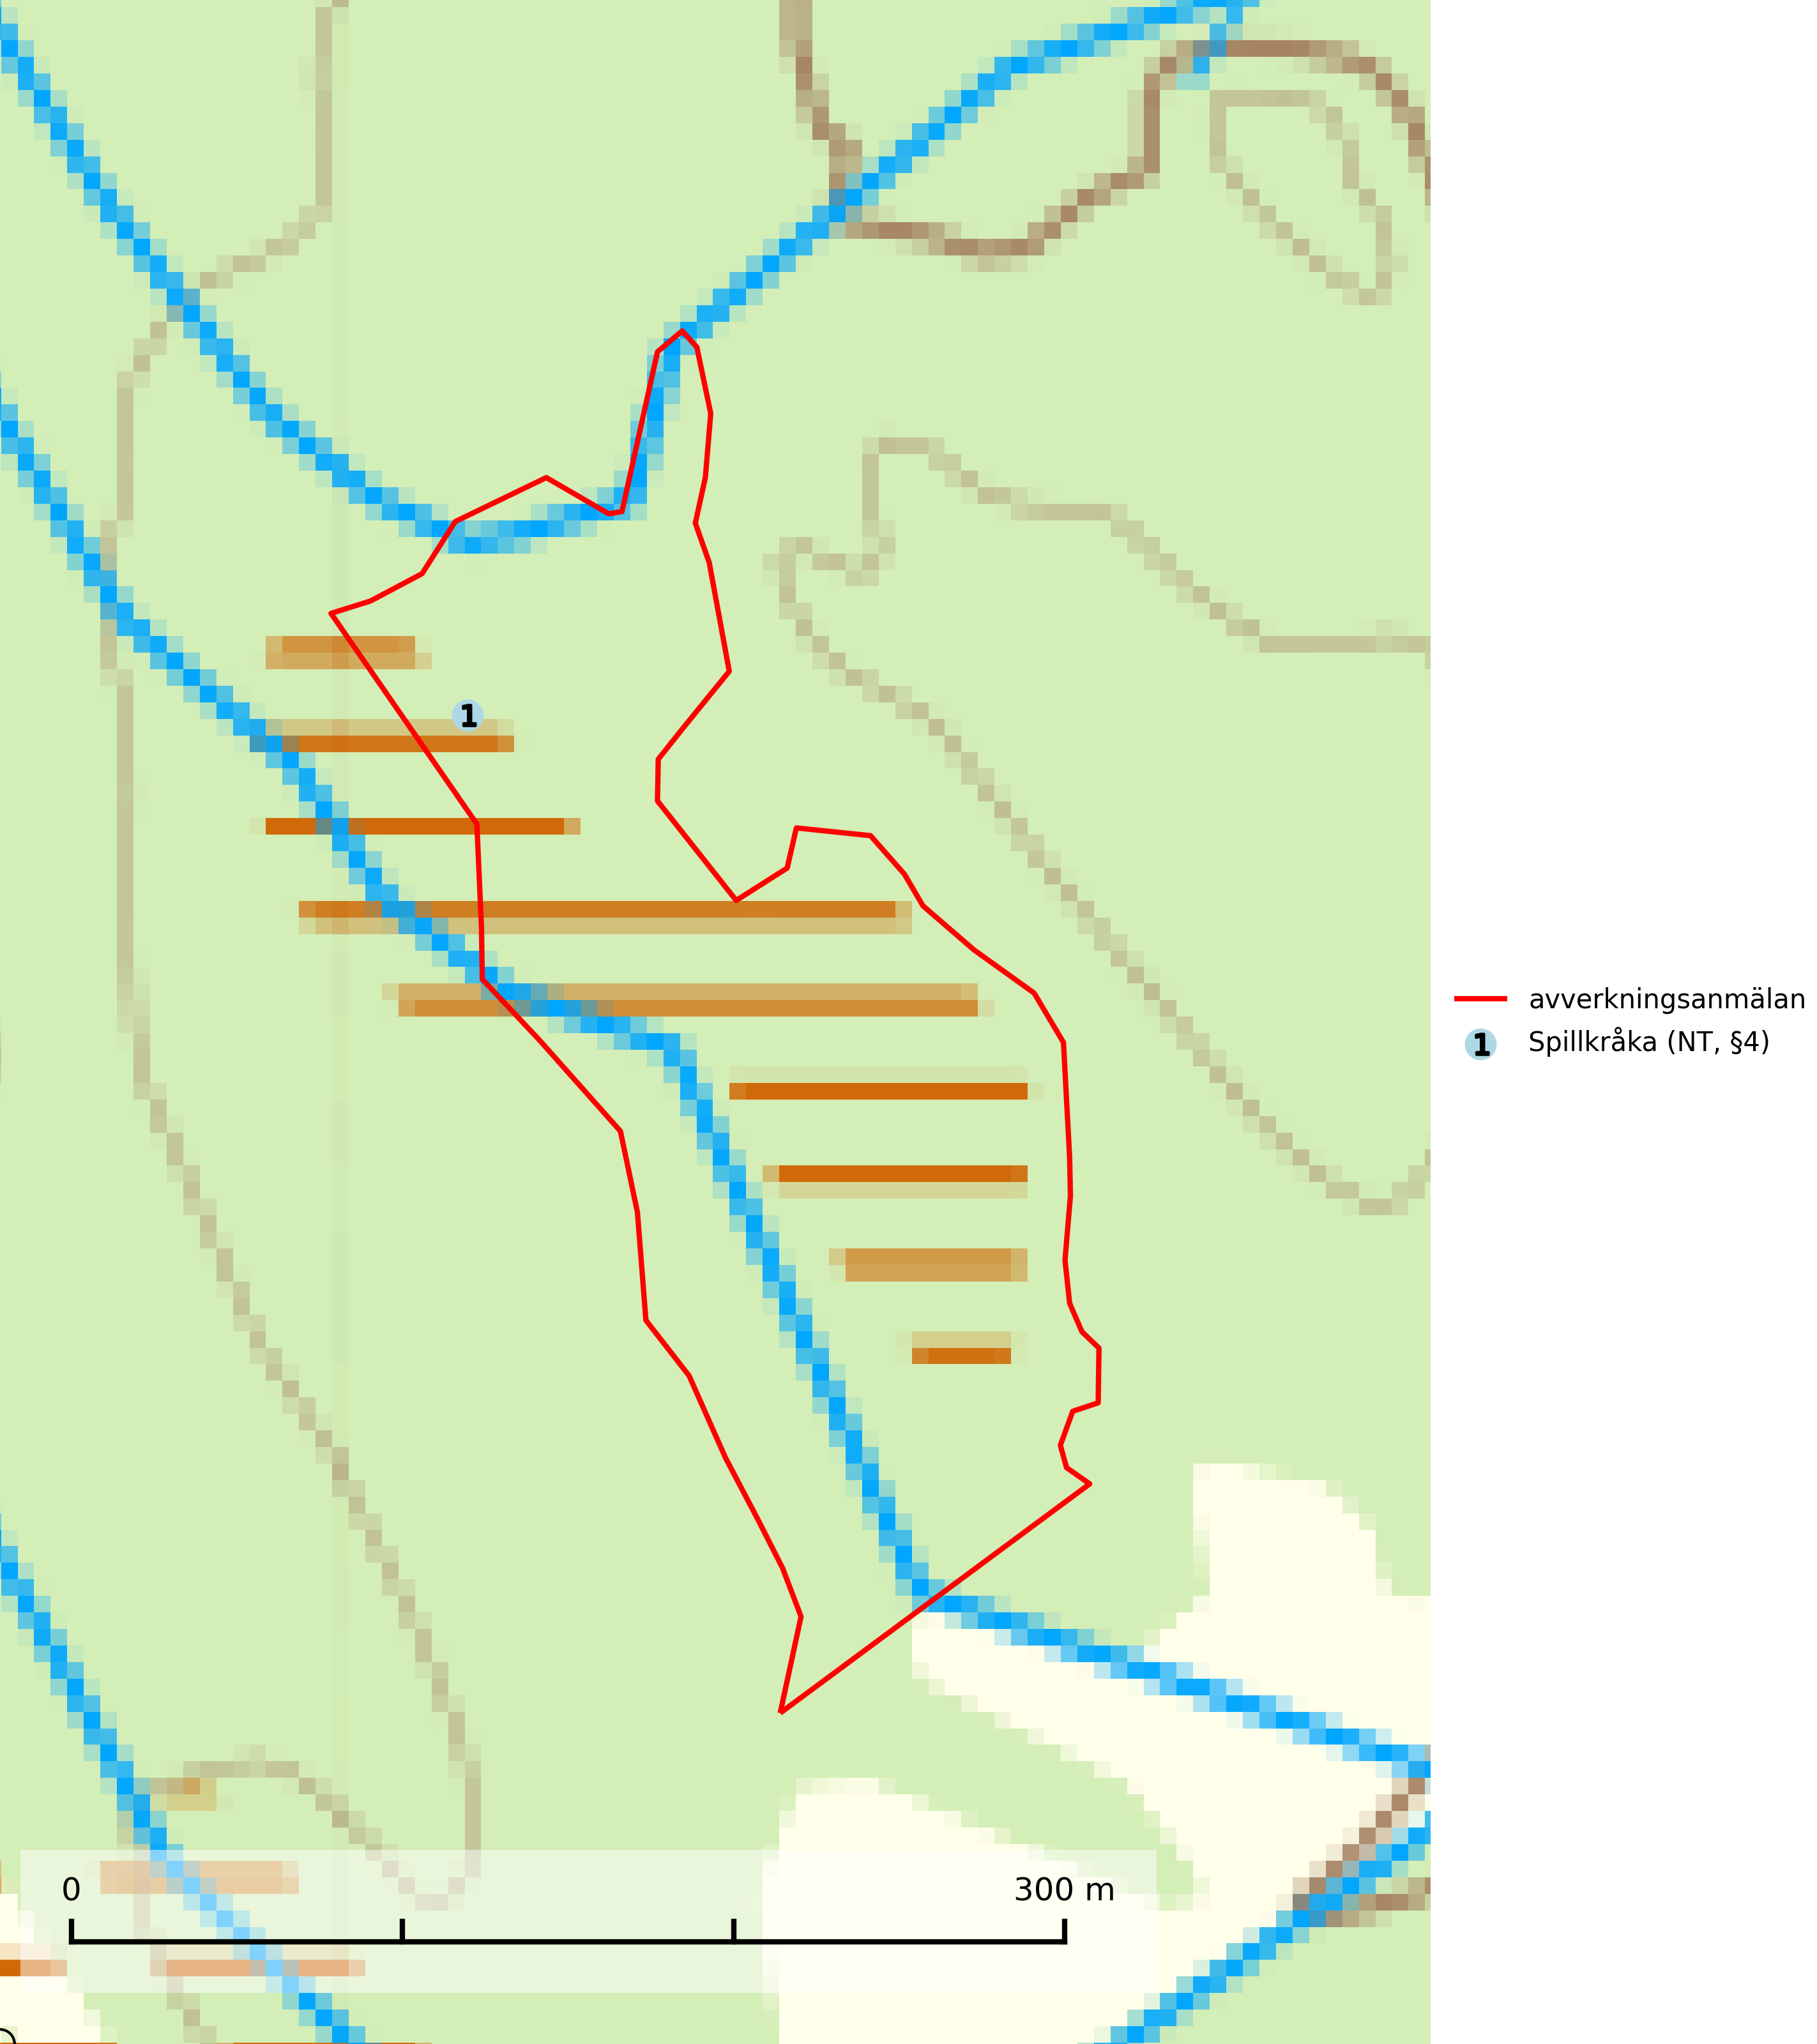 1
avverkningsanmälan
1 Spillkråka (NT, §4)
0 300 m